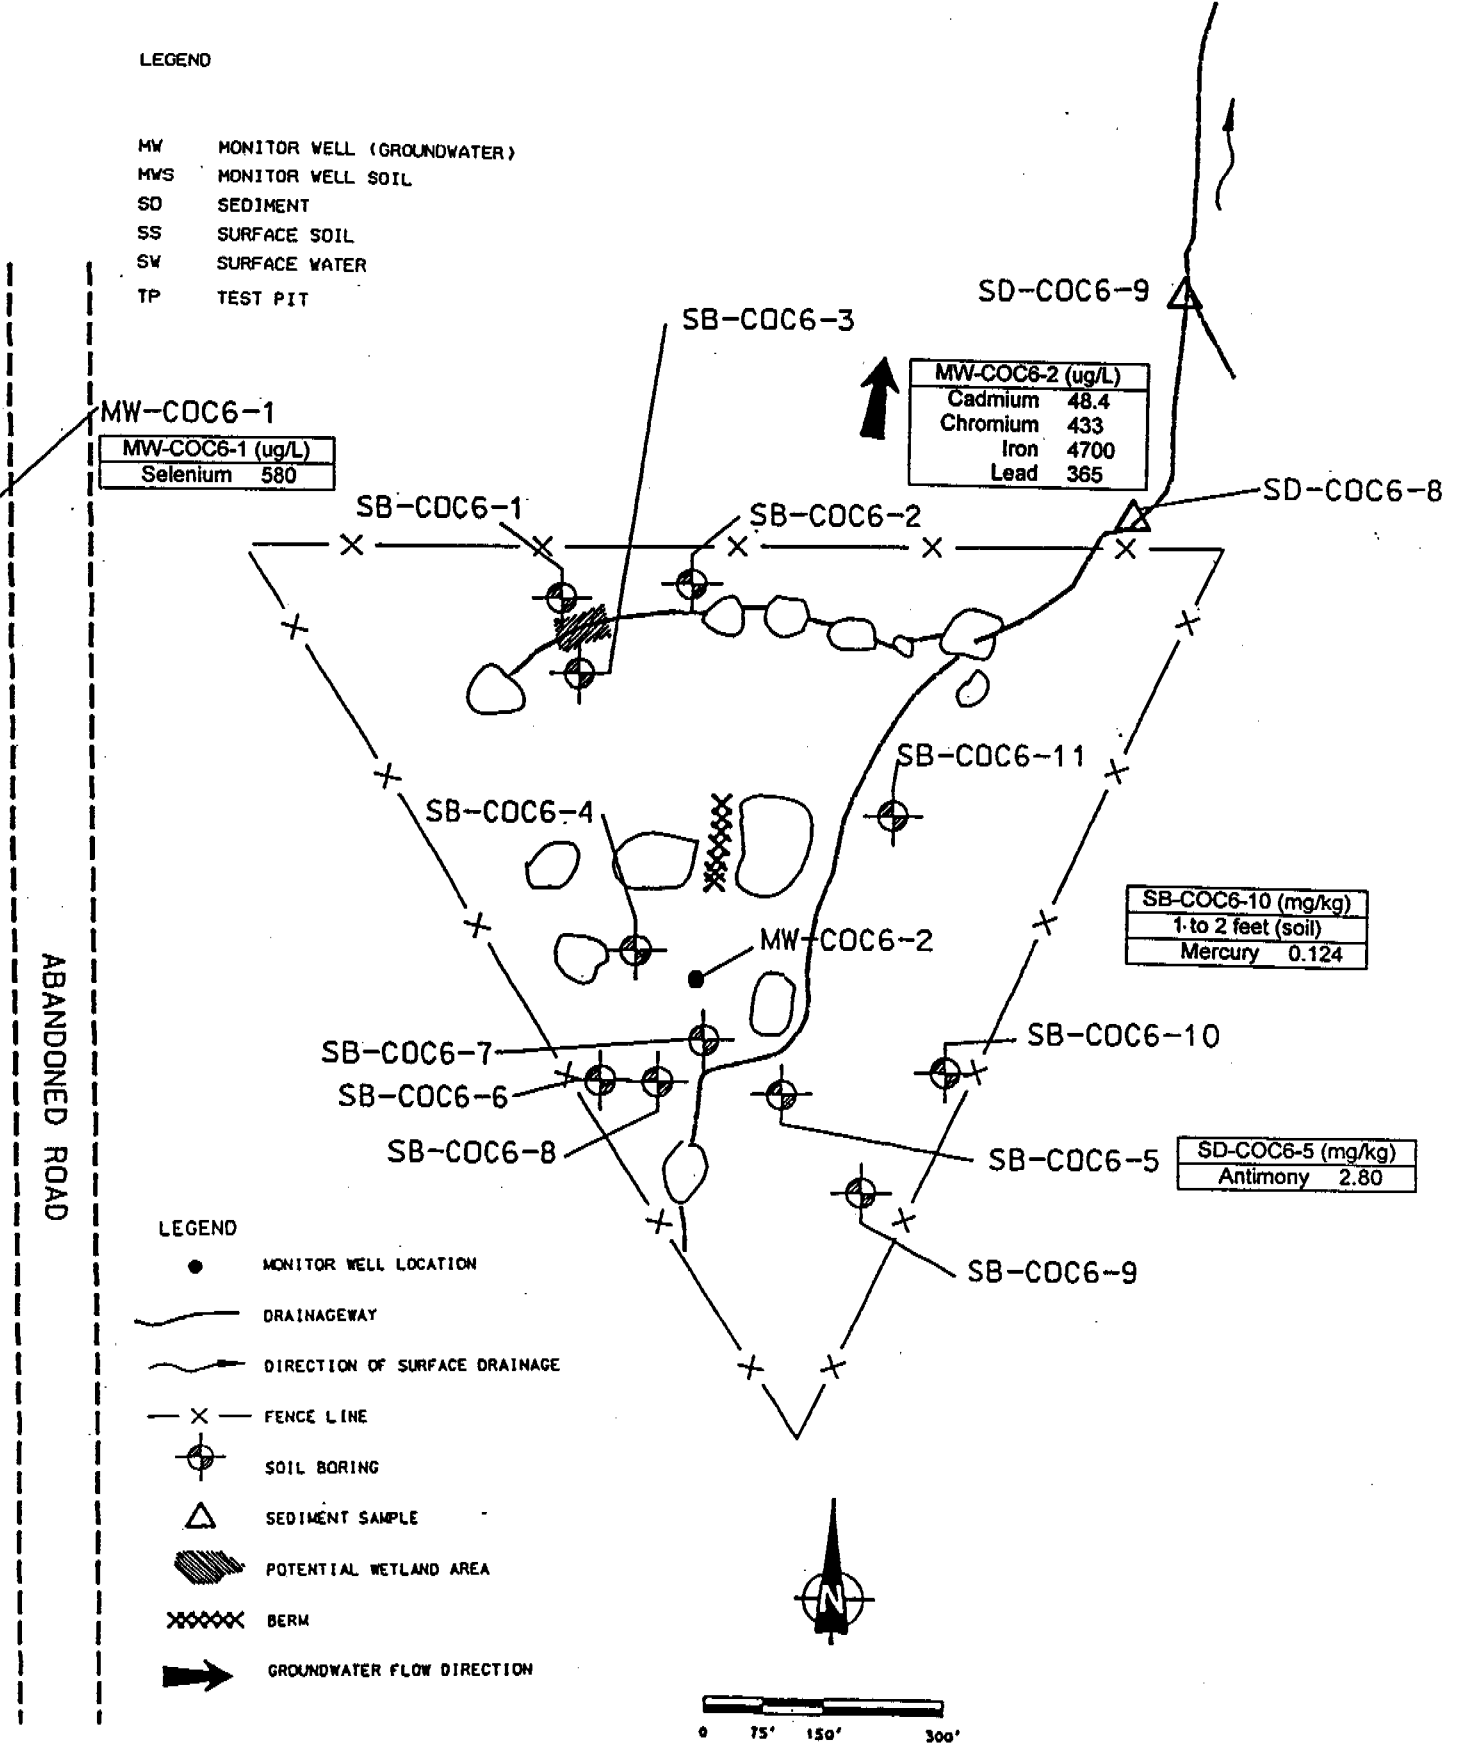 LEGEND
MW MONITOR WELL (GROUNDWATER)
MWS MONITOR WELL SOIL
SD SEDIMENT
SS SURFACE SOIL
SW SURFACE WATER
TP TEST PIT
SD-COC6-9
SB-COC6-3
MW-COC6-2 (ug/L)
Cadmium 48.4
Chromium 433
Iron 4700
Lead 365
MW-COC6-1
MW-COC6-1 (ug/L)
Selenium 580
SD-COC6-8
SB-COC6-1
SB-COC6-2
SB-COC6-11
SB-COC6-4
SB-COC6-10 (mg/kg)
1 to 2 feet (soil)
Mercury 0.124
MW-COC6-2
ABANDONED ROAD
SB-COC6-10
SB-COC6-7
SB-COC6-6
SB-COC6-8
SB-COC6-5
SD-COC6-5 (mg/kg)
Antimony 2.80
SB-COC6-9
LEGEND
MONITOR WELL LOCATION
DRAINAGEWAY
DIRECTION OF SURFACE DRAINAGE
FENCE LINE
SOIL BORING
SEDIMENT SAMPLE
POTENTIAL WETLAND AREA
BERM
GROUNDWATER FLOW DIRECTION
N
0 75' 150' 300'